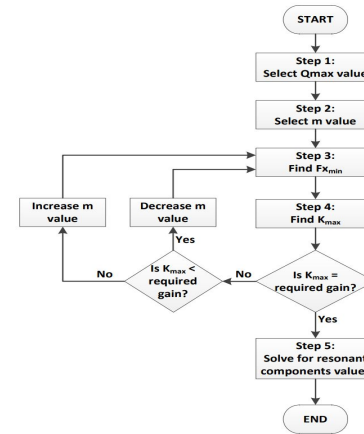 START
Step 1:
Select Qmax value
Step 2:
Select m value
Step 3:
Find Fxmin
Step 4:
Find Kmax
Increase m
value
Decrease m
value
Yes
No
Is Kmax <
required
gain?
No
Is Kmax =
required gain?
Yes
Step 5:
Solve for resonant
components value
END